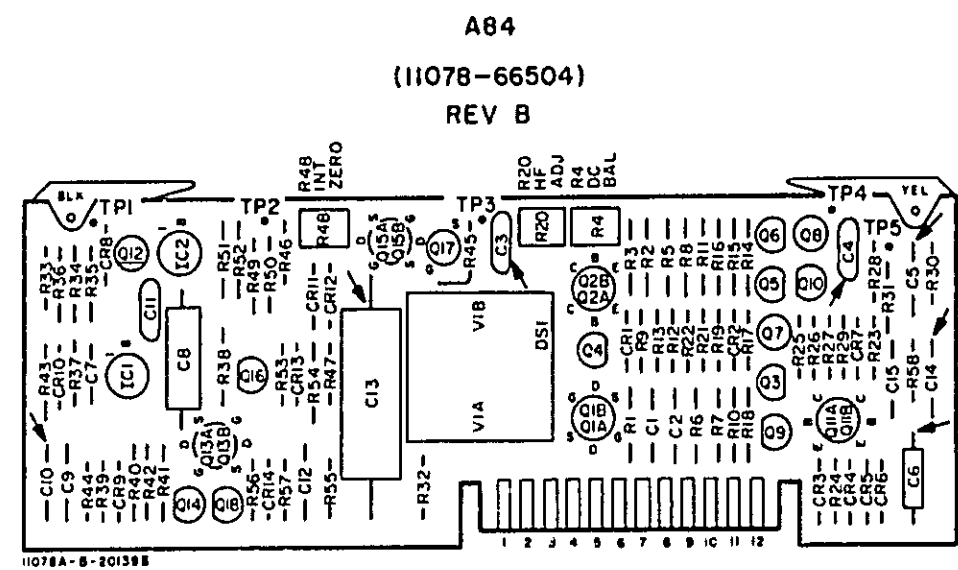 A84
(11078-66504)
REV B
R48 INT ZERO
R20 HF ADJ
R4 DC BAL
BLK
TP1
TP2
TP3
TP4
YEL
TP5
R33
R36
R34
R35
CR8
Q12
B
IC2
R51
R52
R49
R50
R46
R48
CR11
CR12
S
G
D
Q15A
Q15B
D
G
S
Q17
S
G
R45
C3
R20
R4
R3
R2
R5
R8
R11
R16
R15
R14
Q6
Q8
C4
R28
R31
C5
R30
C11
B
Q2B
Q2A
C
E
C
E
B
Q5
Q10
V1B
DS1
V1A
R43
CR10
R37
C7
IC1
C8
R38
Q16
R53
CR13
R54
R47
C13
Q4
CR1
R9
R13
R12
R22
R21
R19
CR2
R17
Q7
R25
R26
R27
R29
CR7
R23
C15
R58
C14
Q3
D
G
S
Q1B
Q1A
S
G
D
R1
C1
C2
R6
R7
R10
R18
Q9
E
C
B
Q11A
Q11B
C
E
B
S
G
D
Q13A
Q13B
D
G
S
C10
C9
R44
R39
CR9
R40
R42
R41
Q14
Q18
R56
CR14
R57
C12
R55
R32
CR3
R24
CR4
CR5
CR6
C6
1 2 3 4 5 6 7 8 9 10 11 12
11078A-B-20139B